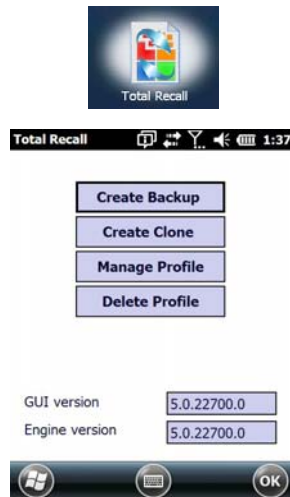 Total Recall
Total Recall 1:37
Create Backup
Create Clone
Manage Profile
Delete Profile
GUI version 5.0.22700.0
Engine version 5.0.22700.0
OK